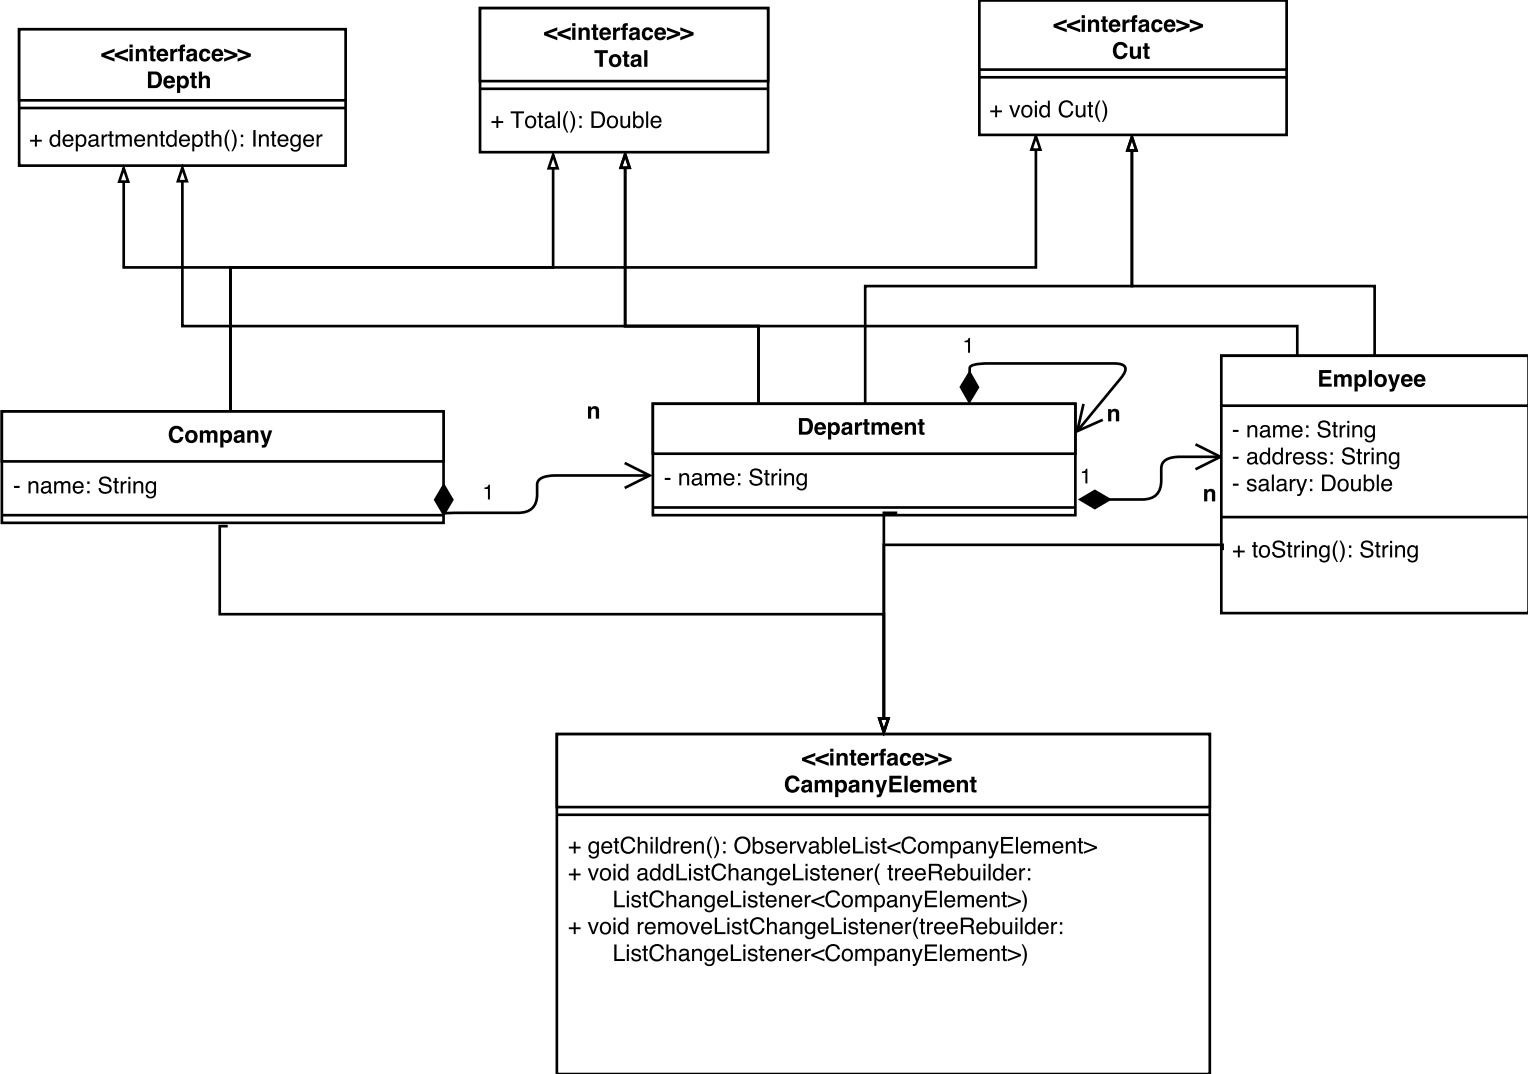 <<interface>>
Depth
+ departmentdepth(): Integer
<<interface>>
Total
+ Total(): Double
<<interface>>
Cut
+ void Cut()
Company
- name: String
1
n
Department
- name: String
1
n
1
n
Employee
- name: String
- address: String
- salary: Double
+ toString(): String
<<interface>>
CampanyElement
+ getChildren(): ObservableList<CompanyElement>
+ void addListChangeListener( treeRebuilder:
ListChangeListener<CompanyElement>)
+ void removeListChangeListener(treeRebuilder:
ListChangeListener<CompanyElement>)